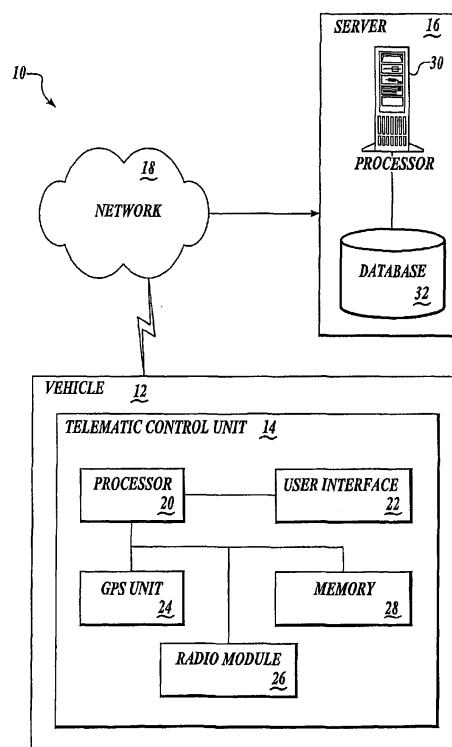 10
SERVER 16
30
PROCESSOR
DATABASE
32
18
NETWORK
VEHICLE 12
TELEMATIC CONTROL UNIT 14
PROCESSOR
20
USER INTERFACE
22
GPS UNIT
24
MEMORY
28
RADIO MODULE
26